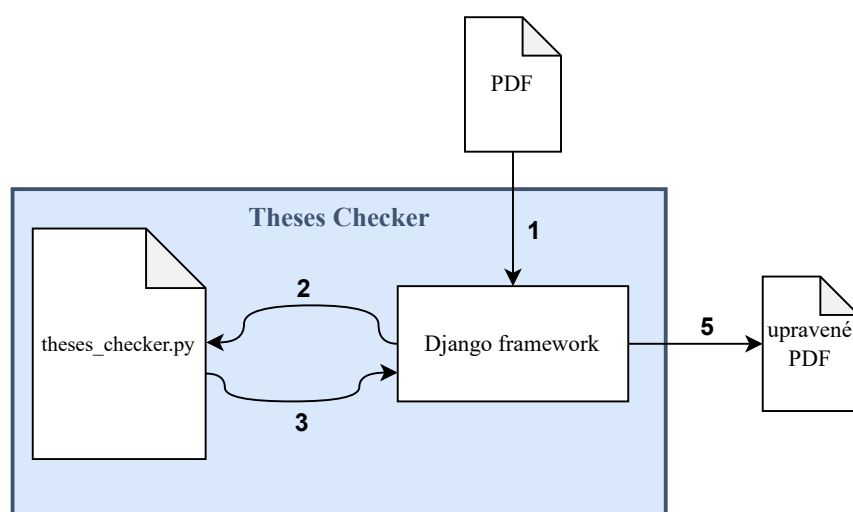 PDF
Theses Checker
1
2
theses_checker.py
Django framework
5
upravené
PDF
3